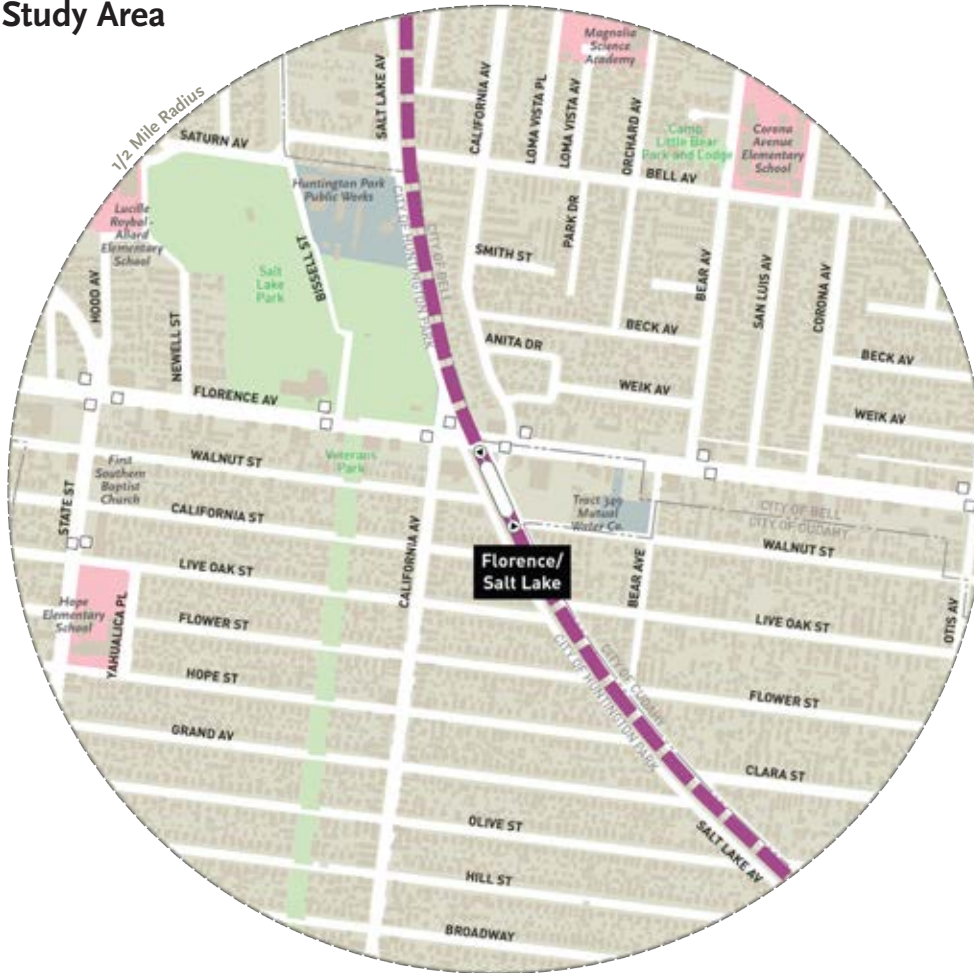 Study Area
1/2 Mile Radius
Magnolia
Science
Academy
SALT LAKE AV
CALIFORNIA AV
LOMA VISTA PL
LOMA VISTA AV
ORCHARD AV
Camp
Little Bear
Park and Lodge
Corona
Avenue
Elementary
School
SATURN AV
BELL AV
Huntington Park
Public Works
Lucille
Roybal-
Allard
Elementary
School
CITY OF HUNTINGTON PARK
CITY OF BELL
PARK DR
SMITH ST
BISSELL ST
Salt
Lake
Park
HOOD AV
NEWELL ST
BEAR AV
SAN LUIS AV
CORONA AV
BECK AV
ANITA DR
BECK AV
WEIK AV
WEIK AV
FLORENCE AV
WALNUT ST
Veterans
Park
First
Southern
Baptist
Church
STATE ST
CALIFORNIA ST
Tract 349
Mutual
Water Co.
CITY OF BELL
CITY OF CUDAHY
WALNUT ST
Florence/
Salt Lake
CALIFORNIA AV
BEAR AVE
LIVE OAK ST
Hope
Elementary
School
YAHUALICA PL
FLOWER ST
LIVE OAK ST
OTIS AV
HOPE ST
CITY OF CUDAHY
CITY OF HUNTINGTON PARK
FLOWER ST
GRAND AV
CLARA ST
OLIVE ST
SALT LAKE AV
HILL ST
BROADWAY